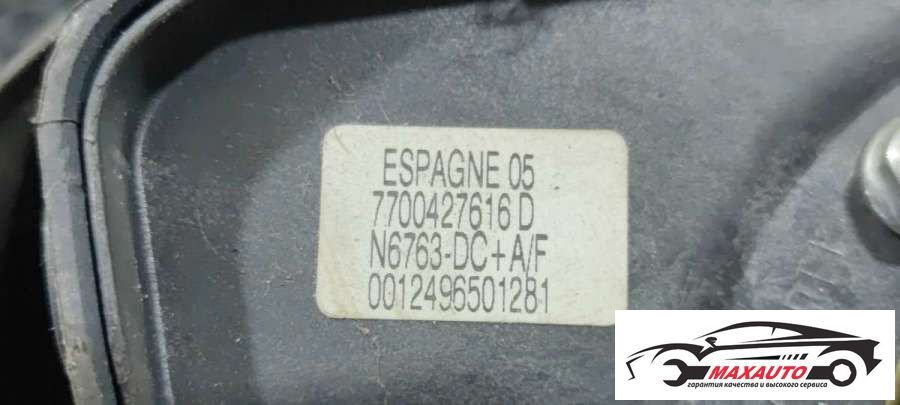 ESPAGNE 05
7700427616 D
N6763-DC+A/F
0012496501281
MAXAUTO
гарантия качества и высокого сервиса